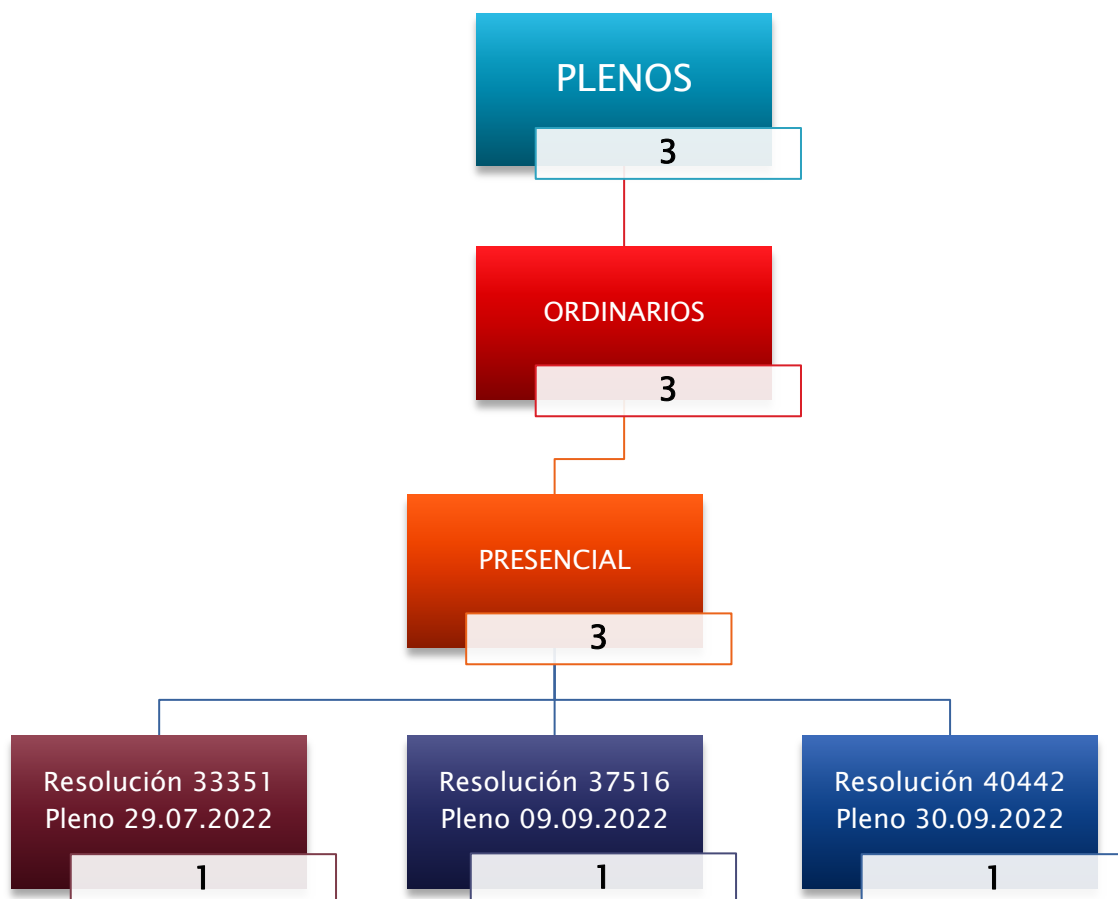 PLENOS
3
ORDINARIOS
3
PRESENCIAL
3
Resolución 33351
Pleno 29.07.2022
1
Resolución 37516
Pleno 09.09.2022
1
Resolución 40442
Pleno 30.09.2022
1